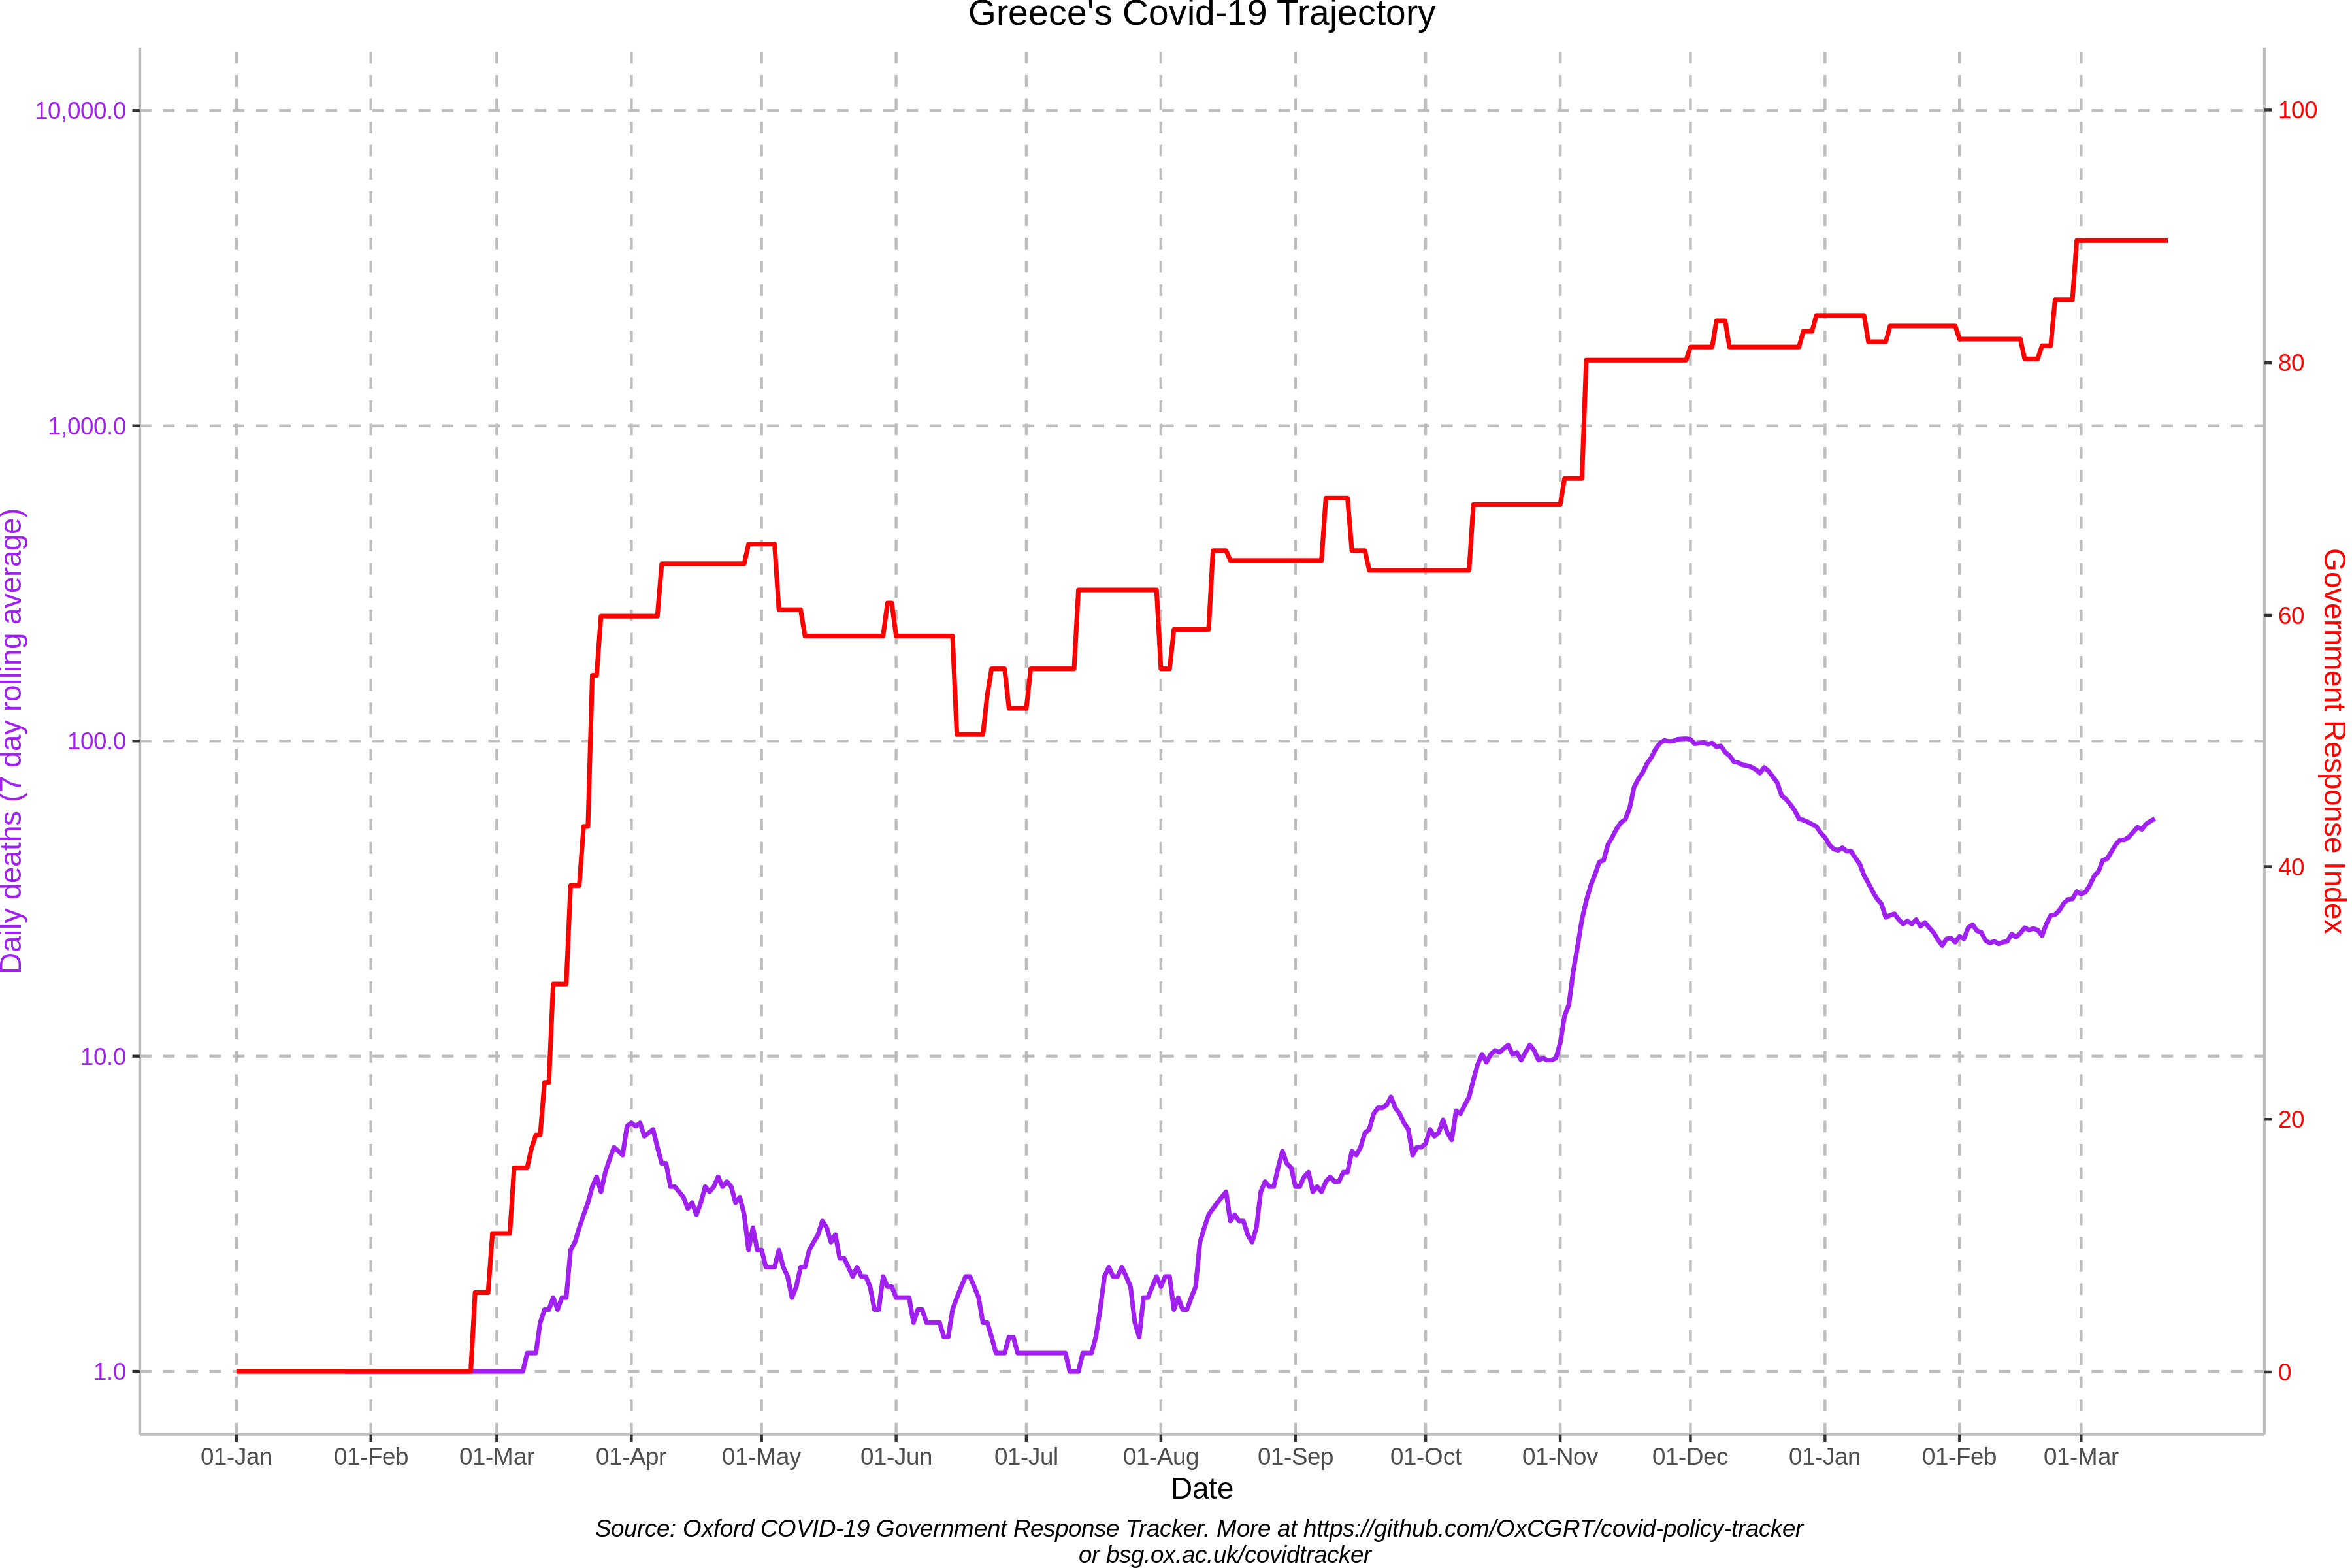 Greece's Covid-19 Trajectory
10,000.0
1,000.0
100.0
10.0
1.0
Daily deaths (7 day rolling average)
100
80
60
40
20
0
Government Response Index
01-Jan 01-Feb 01-Mar 01-Apr 01-May 01-Jun 01-Jul 01-Aug 01-Sep 01-Oct 01-Nov 01-Dec 01-Jan 01-Feb 01-Mar
Date
Source: Oxford COVID-19 Government Response Tracker. More at https://github.com/OxCGRT/covid-policy-tracker
or bsg.ox.ac.uk/covidtracker